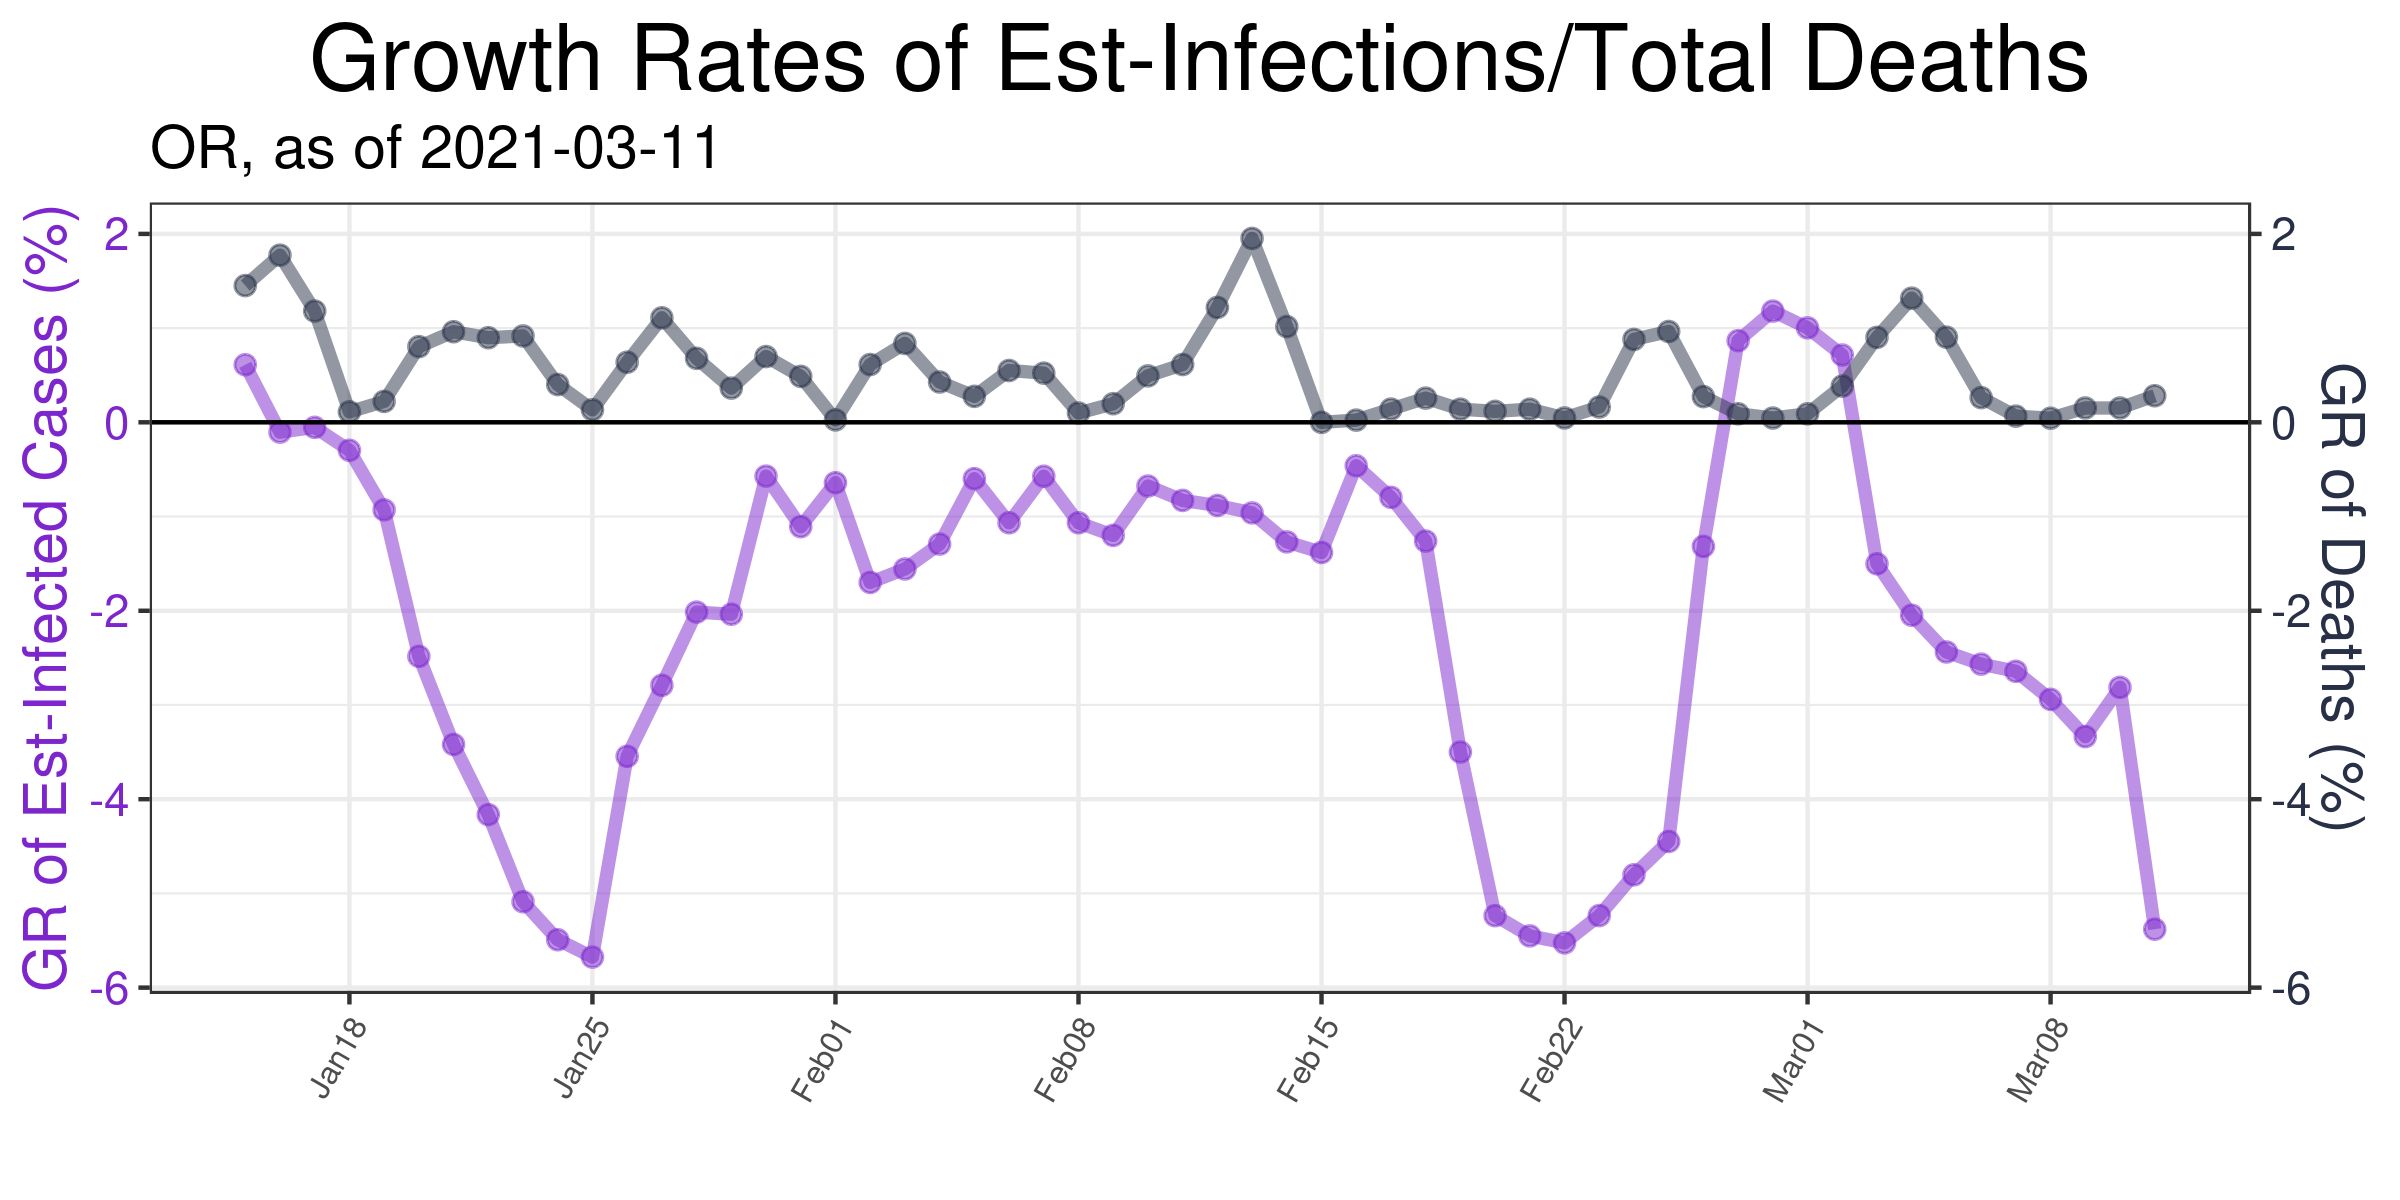 Growth Rates of Est-Infections/Total Deaths
OR, as of 2021-03-11
GR of Est-Infected Cases (%)
2
0
-2
-4
-6
2
0
-2
-4
-6
GR of Deaths (%)
Jan18
Jan25
Feb01
Feb08
Feb15
Feb22
Mar01
Mar08